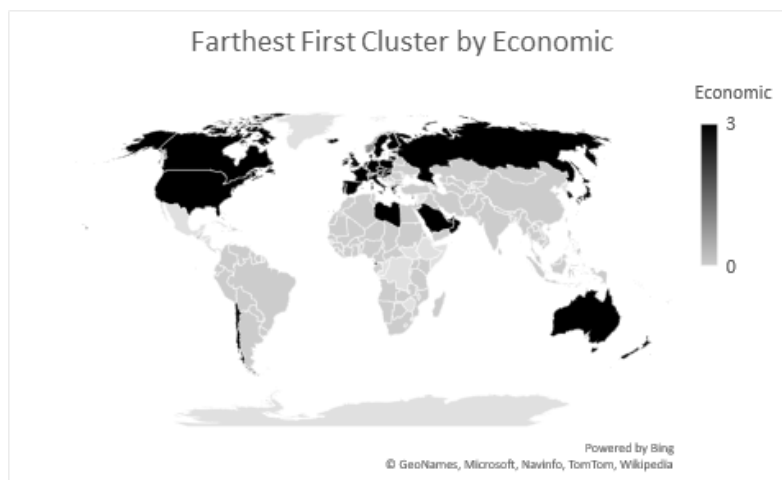 Farthest First Cluster by Economic
Economic
3
0
Powered by Bing
© GeoNames, Microsoft, Navinfo, TomTom, Wikipedia